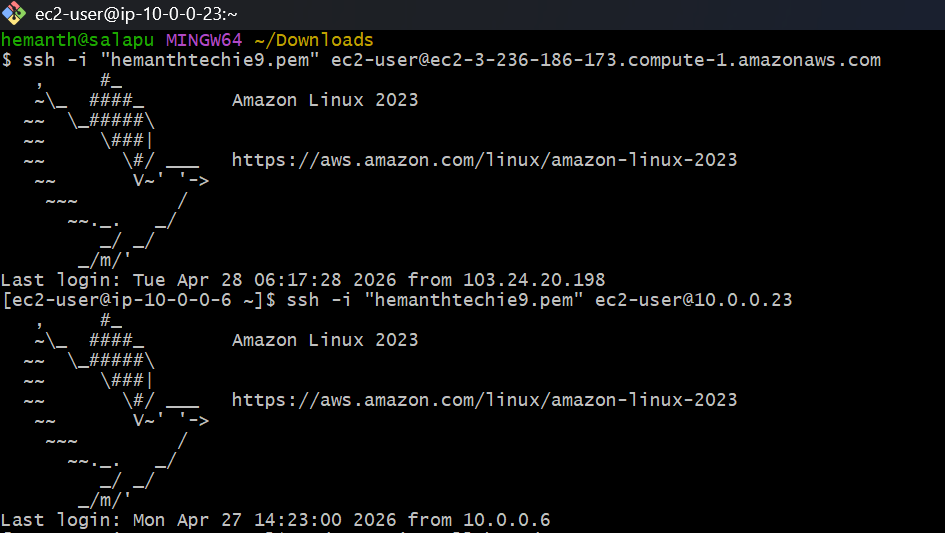 ec2-user@ip-10-0-0-23:~
hemanth@salapu MINGW64 ~/Downloads
$ ssh -i "hemanthtechie9.pem" ec2-user@ec2-3-236-186-173.compute-1.amazonaws.com
   ,     #_
   ~\_  ####_        Amazon Linux 2023
  ~~  \_#####\
  ~~     \###|
  ~~       \#/ ___   https://aws.amazon.com/linux/amazon-linux-2023
   ~~       V~' '->
    ~~~         /
      ~~._.   _/
         _/ _/
       _/m/'
Last login: Tue Apr 28 06:17:28 2026 from 103.24.20.198
[ec2-user@ip-10-0-0-6 ~]$ ssh -i "hemanthtechie9.pem" ec2-user@10.0.0.23
   ,     #_
   ~\_  ####_        Amazon Linux 2023
  ~~  \_#####\
  ~~     \###|
  ~~       \#/ ___   https://aws.amazon.com/linux/amazon-linux-2023
   ~~       V~' '->
    ~~~         /
      ~~._.   _/
         _/ _/
       _/m/'
Last login: Mon Apr 27 14:23:00 2026 from 10.0.0.6